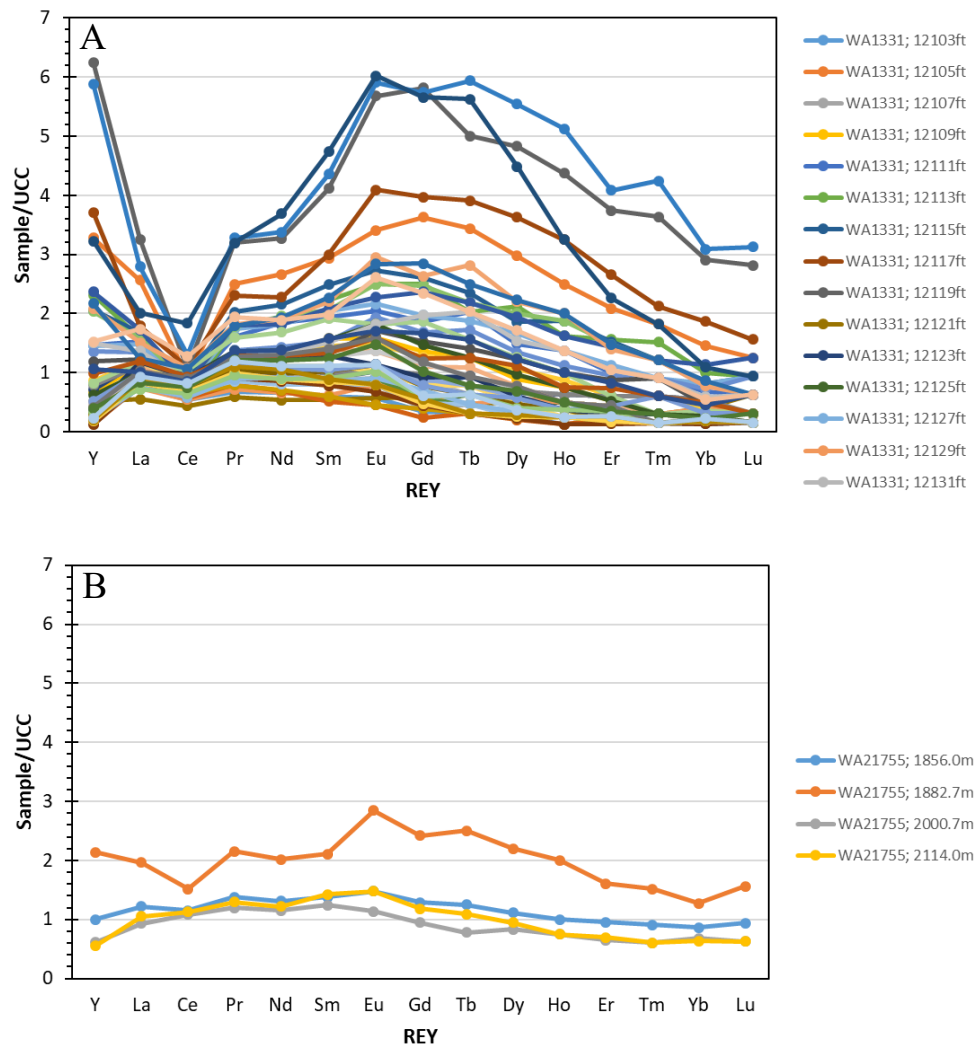 A
7
6
5
4
3
2
1
0
Sample/UCC
Y La Ce Pr Nd Sm Eu Gd Tb Dy Ho Er Tm Yb Lu
REY
WA1331; 12103ft
WA1331; 12105ft
WA1331; 12107ft
WA1331; 12109ft
WA1331; 12111ft
WA1331; 12113ft
WA1331; 12115ft
WA1331; 12117ft
WA1331; 12119ft
WA1331; 12121ft
WA1331; 12123ft
WA1331; 12125ft
WA1331; 12127ft
WA1331; 12129ft
WA1331; 12131ft
B
7
6
5
4
3
2
1
0
Sample/UCC
Y La Ce Pr Nd Sm Eu Gd Tb Dy Ho Er Tm Yb Lu
REY
WA21755; 1856.0m
WA21755; 1882.7m
WA21755; 2000.7m
WA21755; 2114.0m